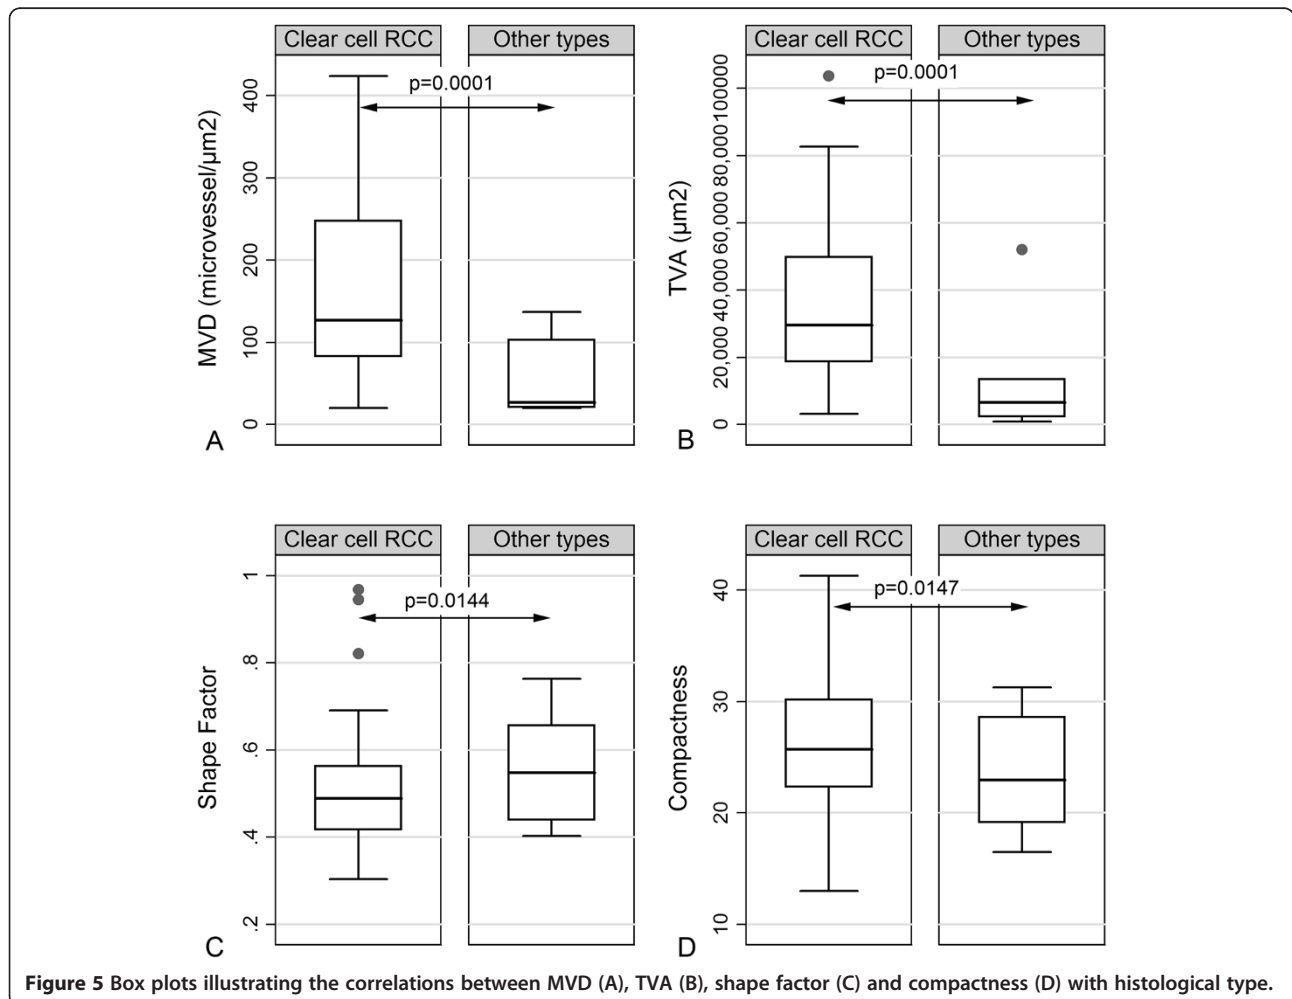 Clear cell RCC
Other types
p=0.0001
MVD (microvessel/µm2)
400
300
200
100
0
A
Clear cell RCC
Other types
p=0.0001
TVA (µm2)
100000
80,000
60,000
40,000
20,000
0
B
Clear cell RCC
Other types
p=0.0144
Shape Factor
1
.8
.6
.4
.2
C
Clear cell RCC
Other types
p=0.0147
Compactness
40
30
20
10
D
Figure 5 Box plots illustrating the correlations between MVD (A), TVA (B), shape factor (C) and compactness (D) with histological type.